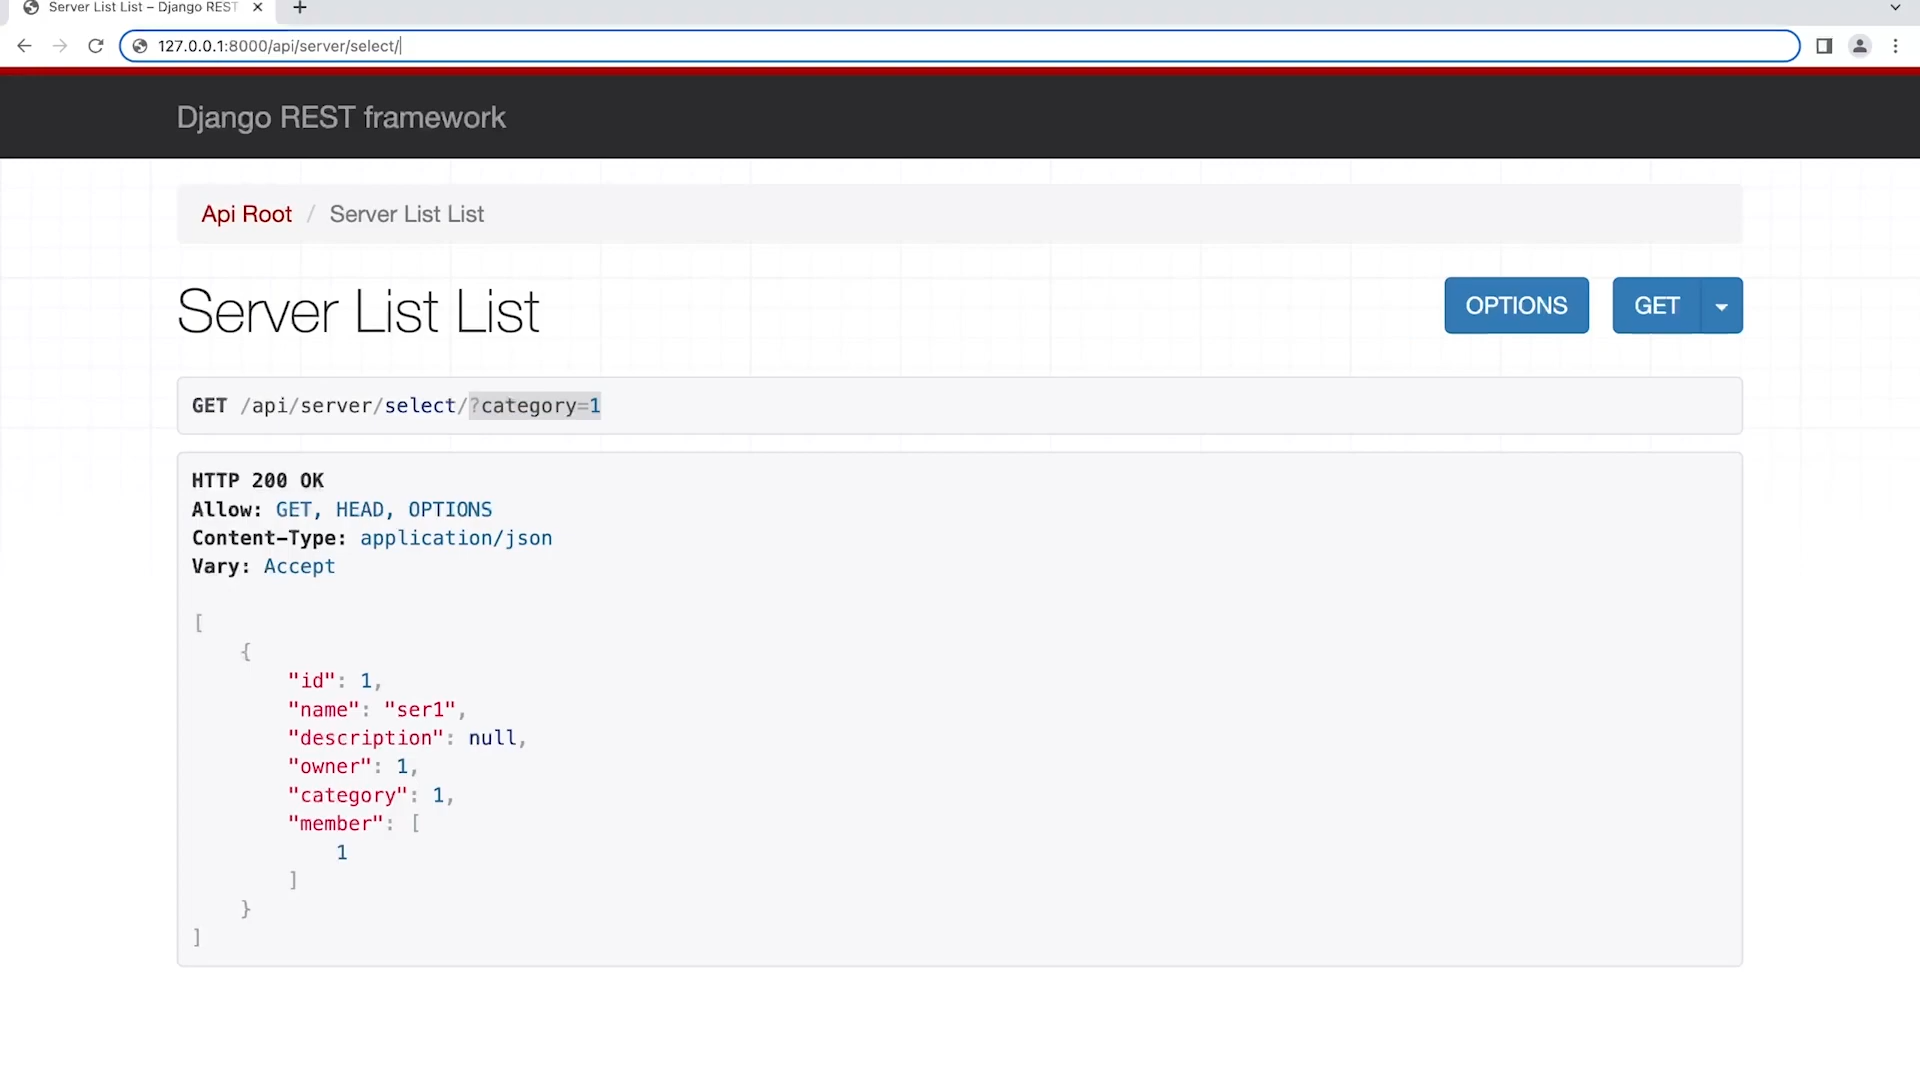 Server List List – Django REST
127.0.0.1:8000/api/server/select/
Django REST framework
Api Root / Server List List
Server List List
OPTIONS
GET
GET /api/server/select/?category=1
HTTP 200 OK
Allow: GET, HEAD, OPTIONS
Content-Type: application/json
Vary: Accept
[
    {
        "id": 1,
        "name": "ser1",
        "description": null,
        "owner": 1,
        "category": 1,
        "member": [
            1
        ]
    }
]